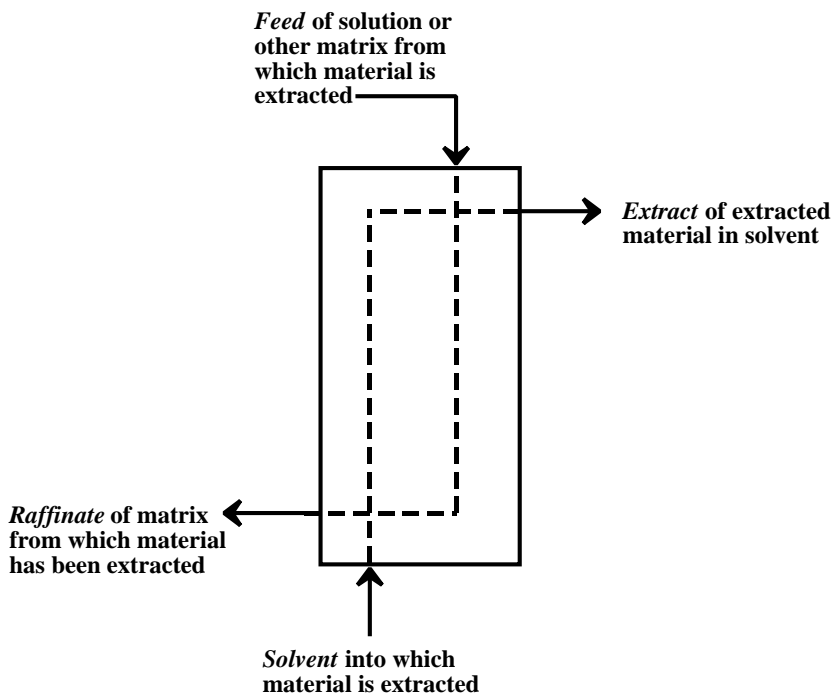 Feed of solution or
other matrix from
which material is
extracted
Extract of extracted
material in solvent
Raffinate of matrix
from which material
has been extracted
Solvent into which
material is extracted